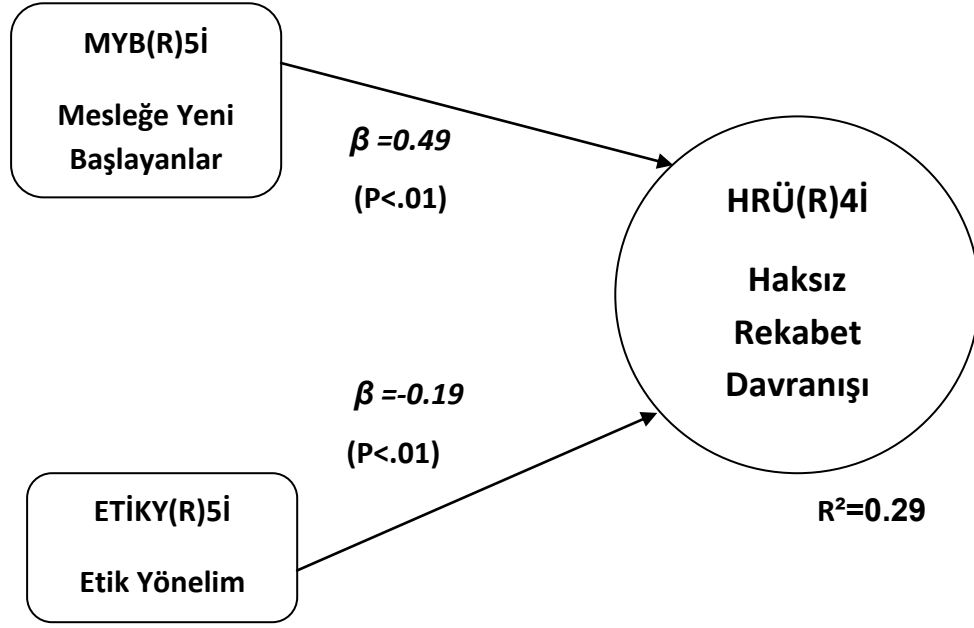 MYB(R)5İ
Mesleğe Yeni
Başlayanlar
β =0.49
(P<.01)
HRÜ(R)4İ
Haksız
Rekabet
Davranışı
β =-0.19
(P<.01)
ETİKY(R)5İ
Etik Yönelim
R²=0.29